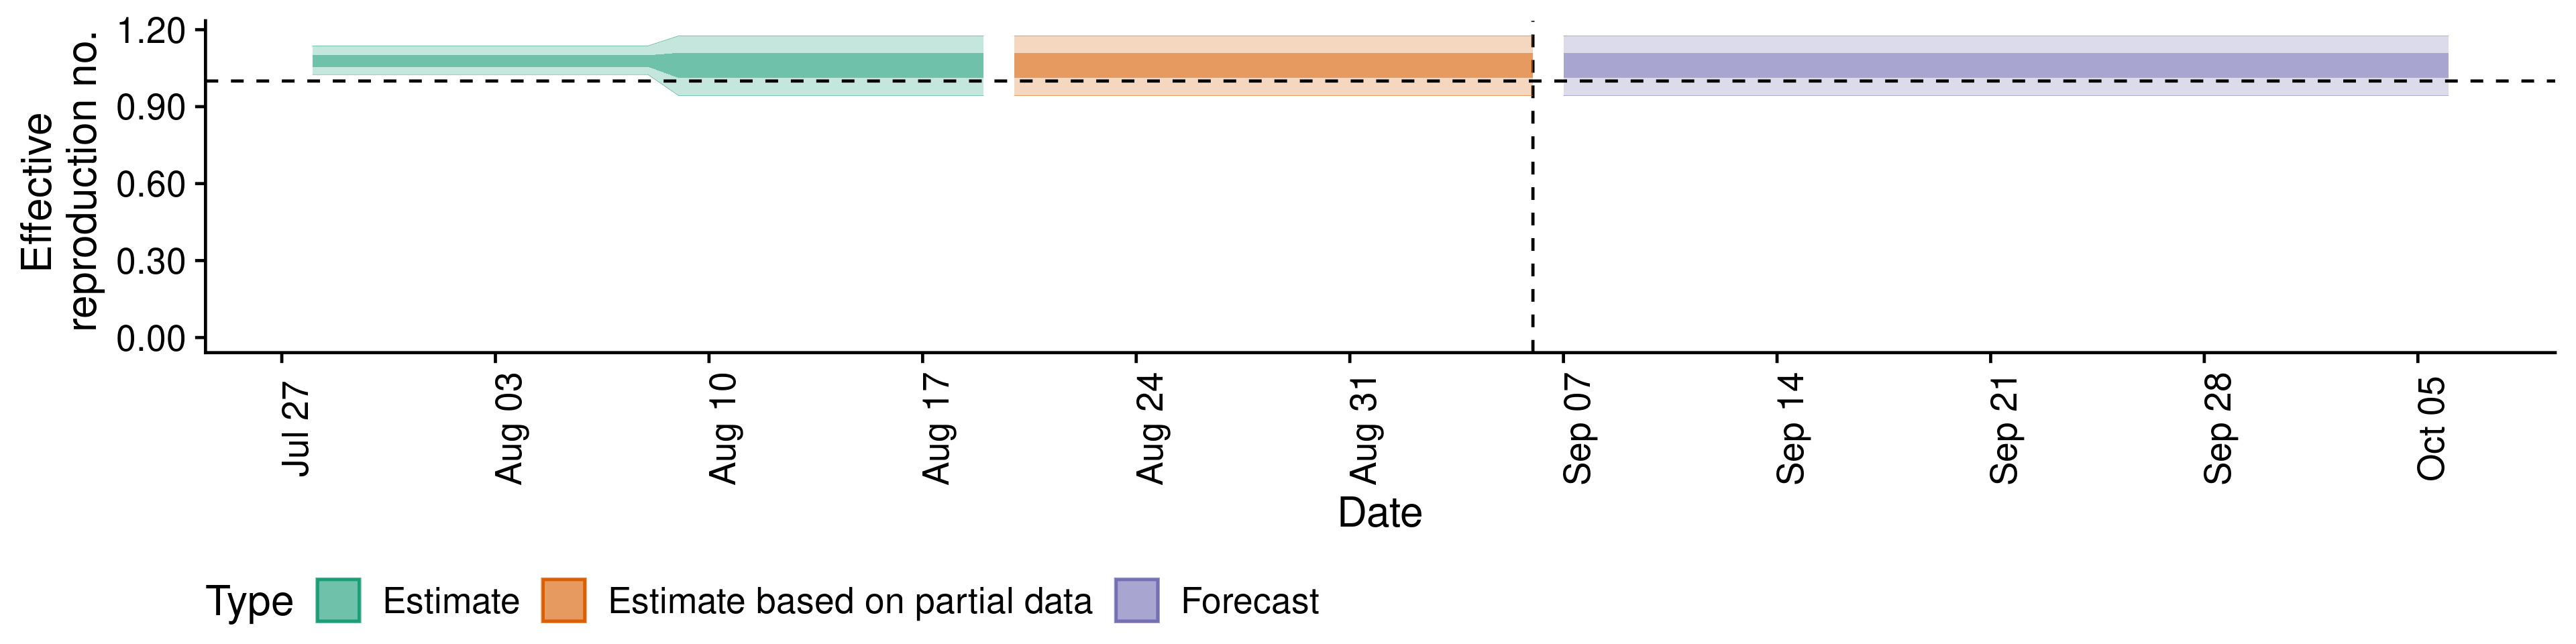 Effective
reproduction no.
1.20
0.90
0.60
0.30
0.00
Jul 27
Aug 03
Aug 10
Aug 17
Aug 24
Aug 31
Sep 07
Sep 14
Sep 21
Sep 28
Oct 05
Date
Type Estimate Estimate based on partial data Forecast